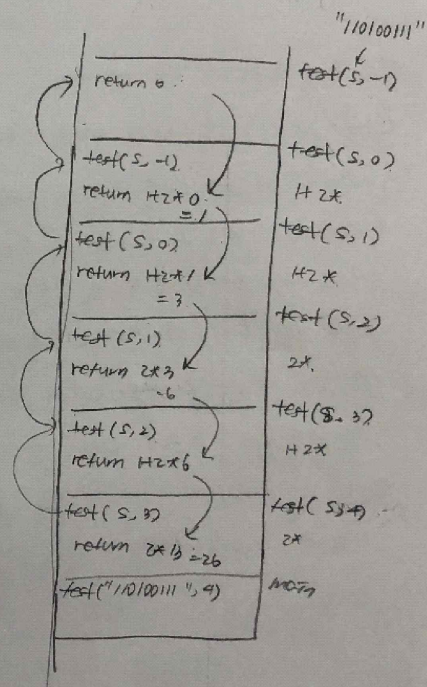 "110100111"
test(S, -1)
return 0
test(S, -1)
test(S, 0)
return 1+2*0
=1
1+2*
test(S, 0)
test(S, 1)
return 1+2*1
=3
1+2*
test(S, 1)
test(S, 2)
return 2*3
=6
2*
test(S, 2)
test(S, 3)
return 1+2*6
1+2*
test(S, 3)
test(S, 4)
return 2*13
=26
2*
test("110100111", 4)
main